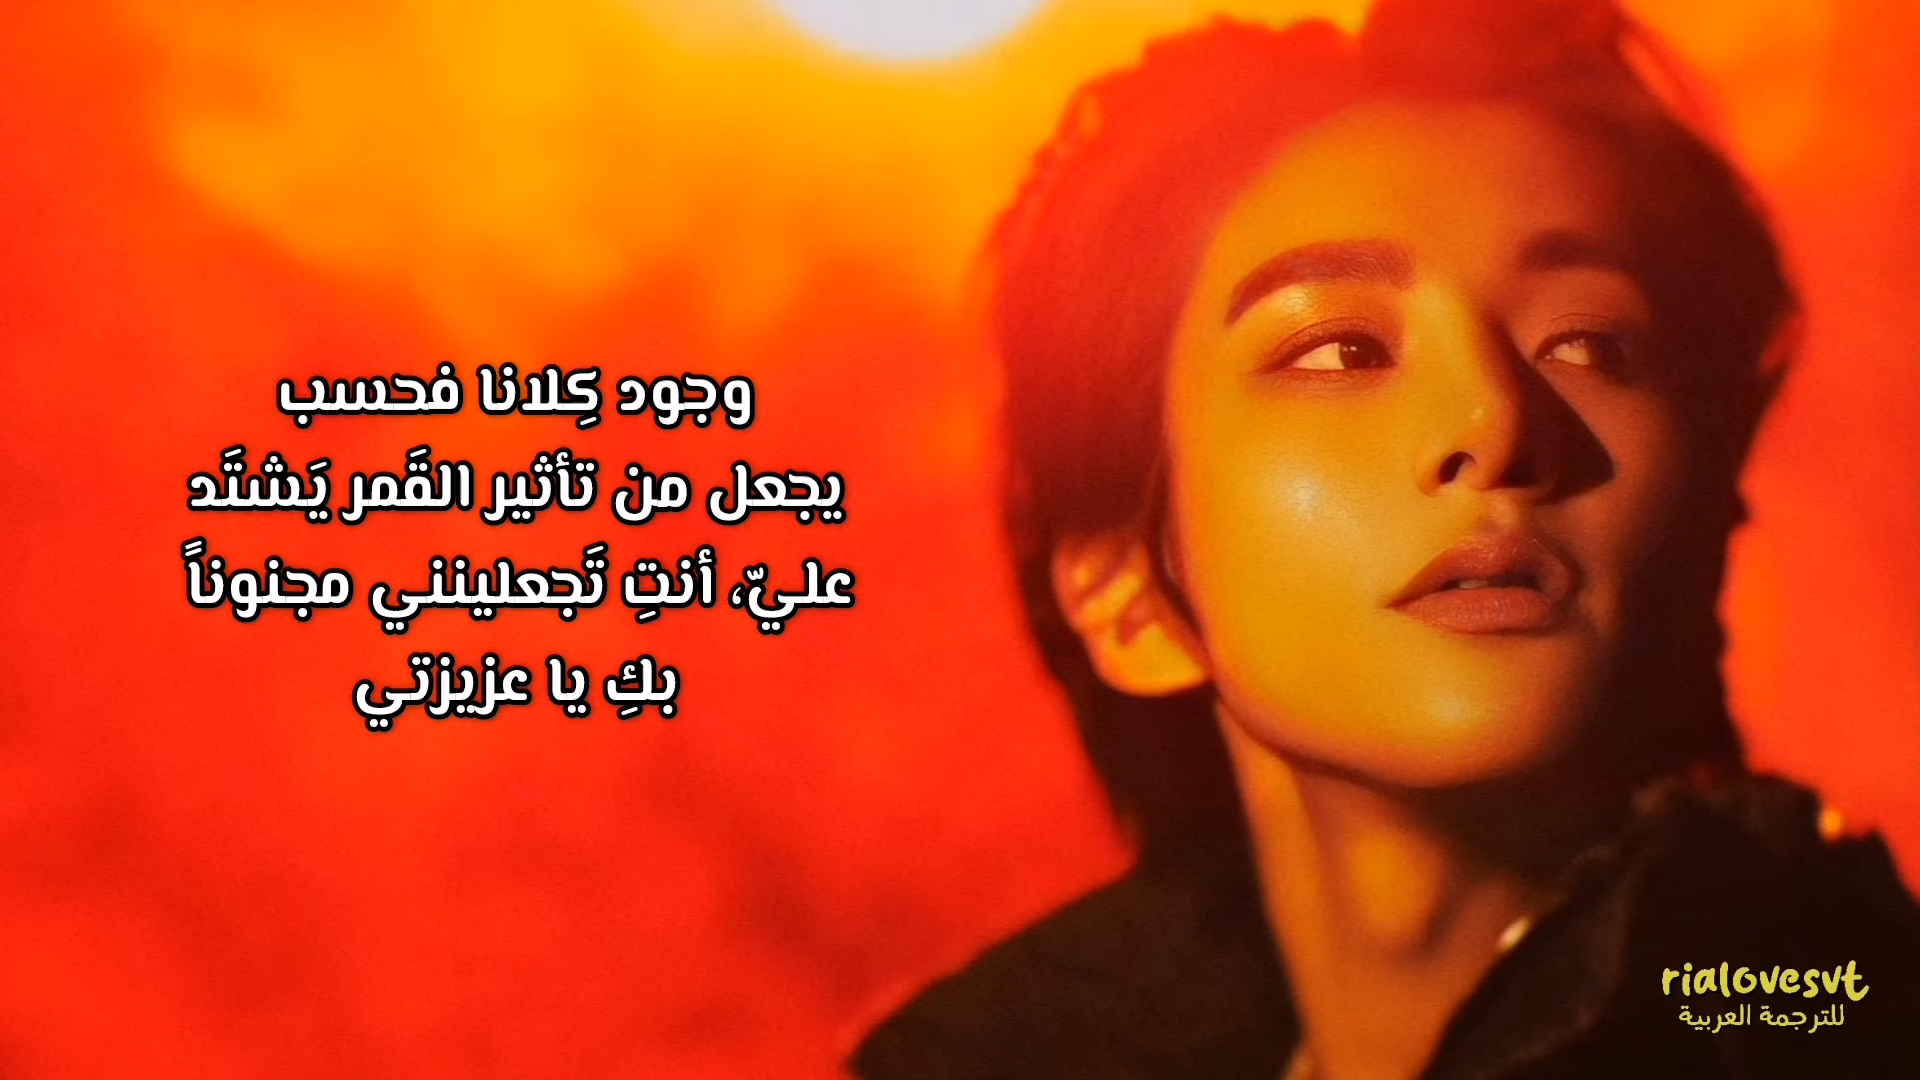 وجود كِلانا فحسب
يجعل من تأثير القَمر يَشتَد
عليّ، أنتِ تَجعلينني مجنوناً
بكِ يا عزيزتي
rialovesvt
للترجمة العربية